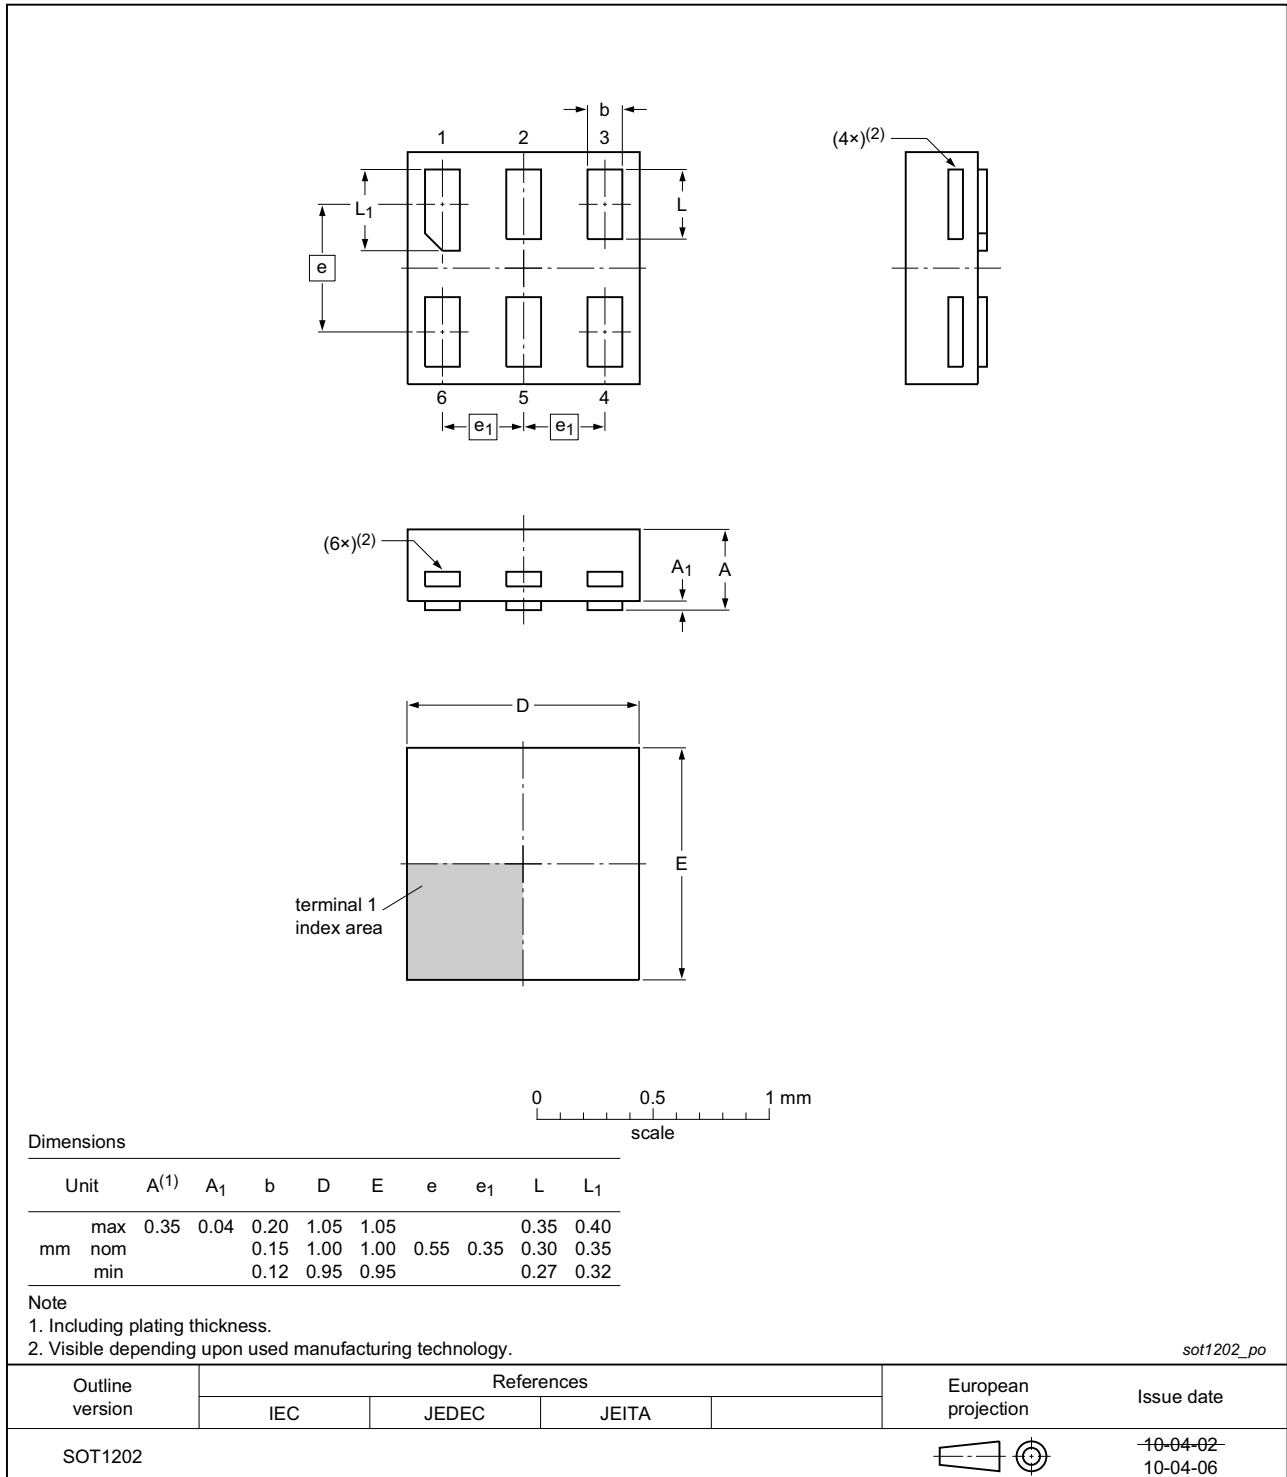 b
1 2 3
(4×)(2)
L1
L
e
6 5 4
e1 e1
(6×)(2)
A1 A
D
E
terminal 1
index area
0 0.5 1 mm
scale
Dimensions
Unit A(1) A1 b D E e e1 L L1
max 0.35 0.04 0.20 1.05 1.05 0.35 0.40
mm nom 0.15 1.00 1.00 0.55 0.35 0.30 0.35
min 0.12 0.95 0.95 0.27 0.32
Note
1. Including plating thickness.
2. Visible depending upon used manufacturing technology.
sot1202_po
Outline
version
References
IEC JEDEC JEITA
European
projection
Issue date
SOT1202
10-04-02
10-04-06